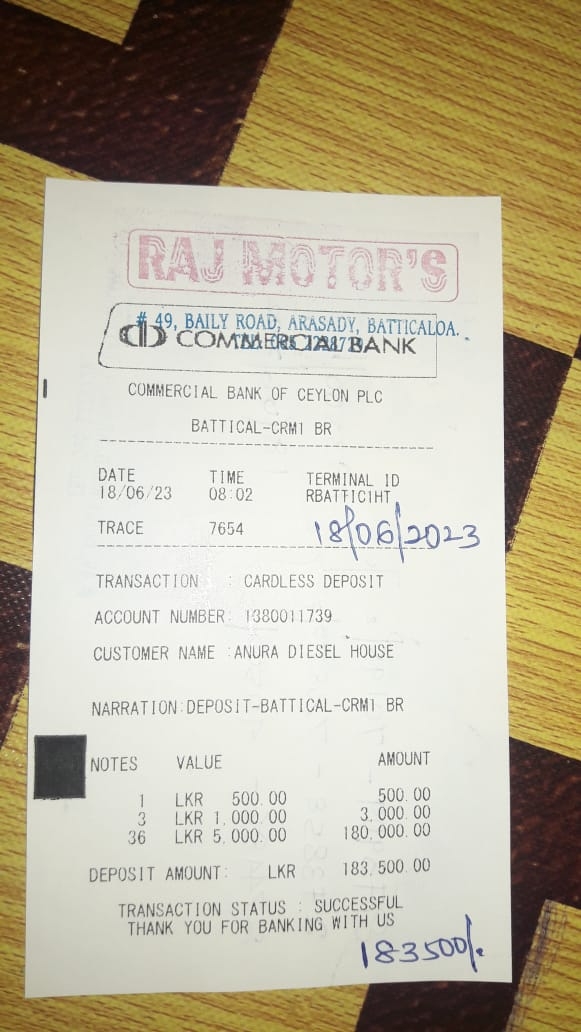 RAJ MOTOR'S
# 49, BAILY ROAD, ARASADY, BATTICALOA.
COMMERCIAL BANK
COMMERCIAL BANK OF CEYLON PLC
BATTICAL-CRM1 BR
DATE TIME TERMINAL ID
18/06/23 08:02 RBATTIC1HT
TRACE 7654 18/06/2023
TRANSACTION : CARDLESS DEPOSIT
ACCOUNT NUMBER: 1380011739
CUSTOMER NAME :ANURA DIESEL HOUSE
NARRATION:DEPOSIT-BATTICAL-CRM1 BR
NOTES VALUE AMOUNT
1 LKR 500.00 500.00
3 LKR 1,000.00 3,000.00
36 LKR 5,000.00 180,000.00
DEPOSIT AMOUNT: LKR 183,500.00
TRANSACTION STATUS : SUCCESSFUL
THANK YOU FOR BANKING WITH US
183500/.